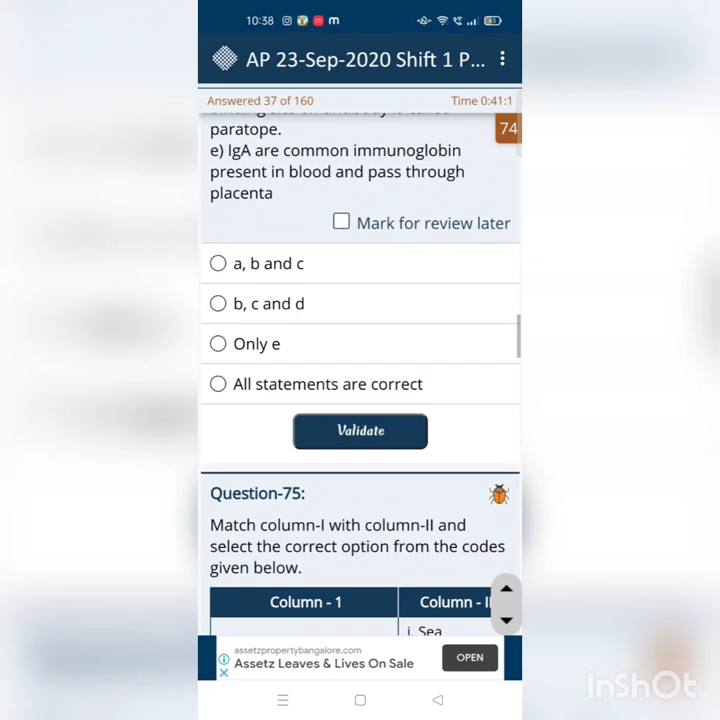 10:38
AP 23-Sep-2020 Shift 1 P...
Answered 37 of 160
Time 0:41:1
paratope.
74
e) IgA are common immunoglobin
present in blood and pass through
placenta
Mark for review later
a, b and c
b, c and d
Only e
All statements are correct
Validate
Question-75:
Match column-I with column-II and
select the correct option from the codes
given below.
Column - 1
Column - II
i. Sea
assetzpropertybangalore.com
Assetz Leaves & Lives On Sale
OPEN
InShOt